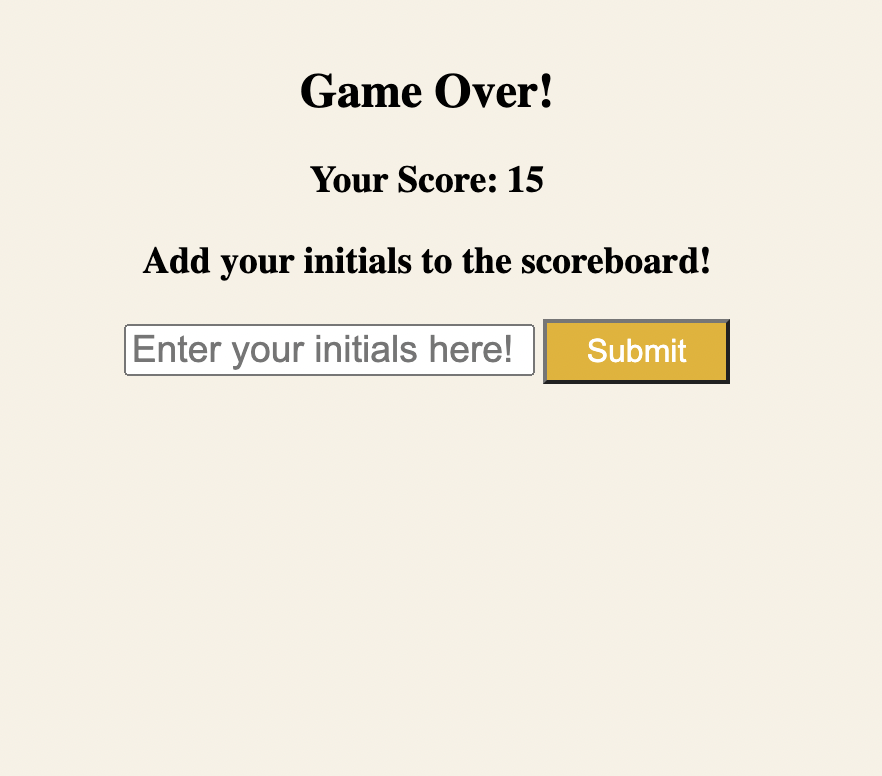 Game Over!
Your Score: 15
Add your initials to the scoreboard!
Enter your initials here! Submit